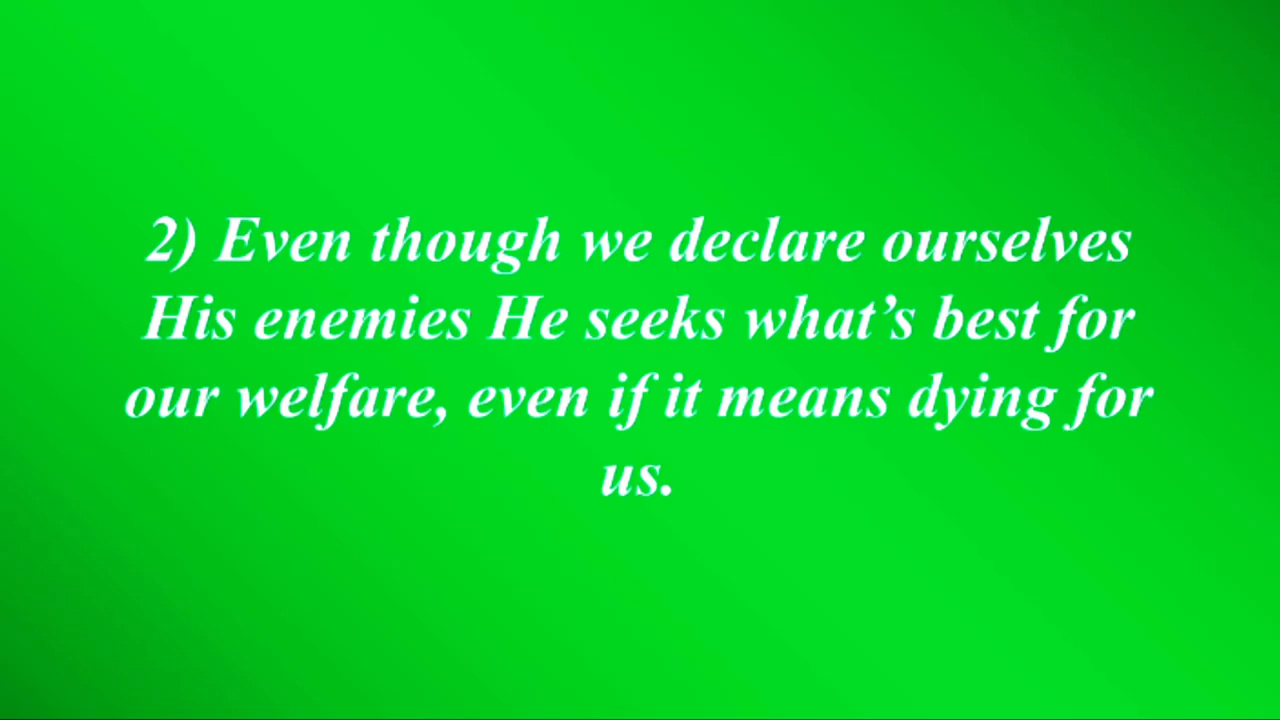 2) Even though we declare ourselves
His enemies He seeks what’s best for
our welfare, even if it means dying for
us.